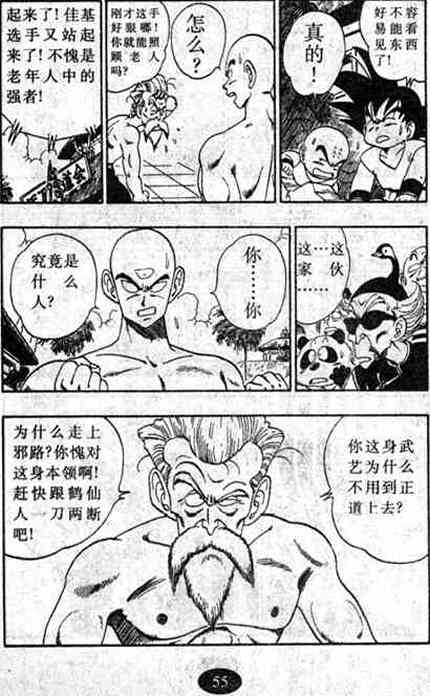 好不容
易能看
见东西
了！
真的！
怎么？
刚才这手
好狠哪！
你就能照
顾老人
吗？
起来了！佳基
选手！又站起
来了！不愧是
老年人中的
强者！
这…这
家伙
………
你
……
你
究竟是
什么
人？
你这身武
艺为什么
不用到正
道上去？
为什么走上
邪路？你愧对
这身本领啊！
赶快跟鹤仙
人一刀两断
吧！
55